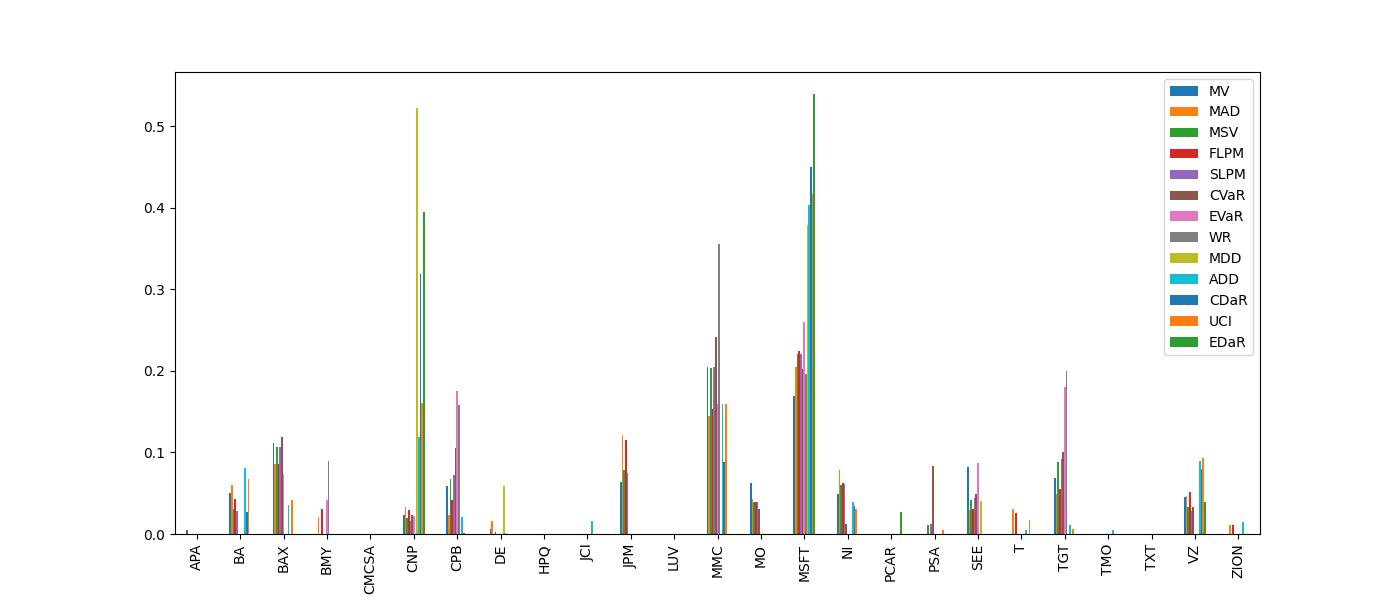 0.5
0.4
0.3
0.2
0.1
0.0
MV
MAD
MSV
FLPM
SLPM
CVaR
EVaR
WR
MDD
ADD
CDaR
UCI
EDaR
APA
BA
BAX
BMY
CMCSA
CNP
CPB
DE
HPQ
JCI
JPM
LUV
MMC
MO
MSFT
NI
PCAR
PSA
SEE
T
TGT
TMO
TXT
VZ
ZION